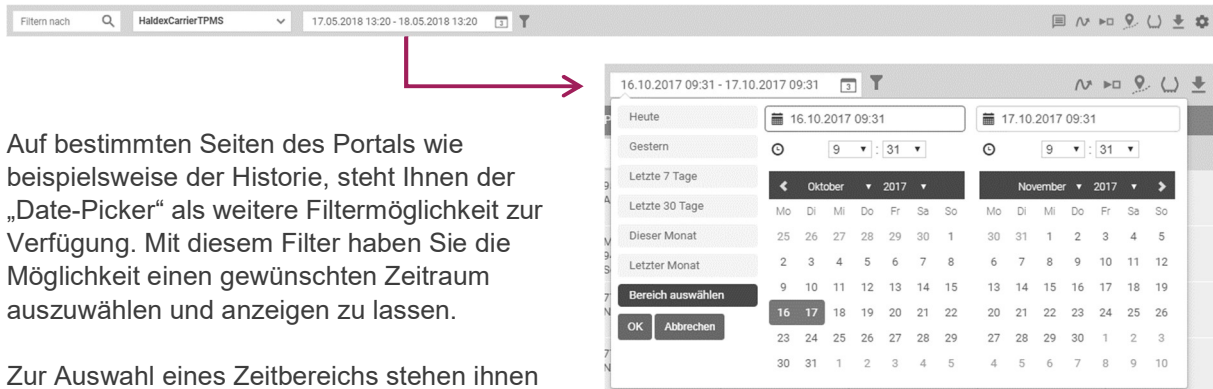 Filtern nach HaldexCarrierTPMS 17.05.2018 13:20 - 18.05.2018 13:20 3
Auf bestimmten Seiten des Portals wie
beispielsweise der Historie, steht Ihnen der
„Date-Picker“ als weitere Filtermöglichkeit zur
Verfügung. Mit diesem Filter haben Sie die
Möglichkeit einen gewünschten Zeitraum
auszuwählen und anzeigen zu lassen.
Zur Auswahl eines Zeitbereichs stehen ihnen
16.10.2017 09:31 - 17.10.2017 09:31 3
Heute
Gestern
Letzte 7 Tage
Letzte 30 Tage
Dieser Monat
Letzter Monat
Bereich auswählen
OK Abbrechen
16.10.2017 09:31
9 : 31
Oktober 2017
Mo Di Mi Do Fr Sa So
25 26 27 28 29 30 1
2 3 4 5 6 7 8
9 10 11 12 13 14 15
16 17 18 19 20 21 22
23 24 25 26 27 28 29
30 31 1 2 3 4 5
17.10.2017 09:31
9 : 31
November 2017
Mo Di Mi Do Fr Sa So
30 31 1 2 3 4 5
6 7 8 9 10 11 12
13 14 15 16 17 18 19
20 21 22 23 24 25 26
27 28 29 30 1 2 3
4 5 6 7 8 9 10